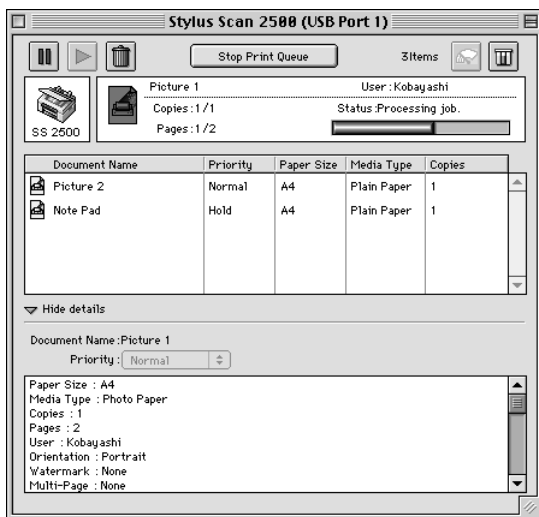 Stylus Scan 2500 (USB Port 1)
Stop Print Queue
3Items
SS 2500
Picture 1 User:Kobayashi
Copies:1/1 Status:Processing job.
Pages:1/2
Document Name Priority Paper Size Media Type Copies
Picture 2 Normal A4 Plain Paper 1
Note Pad Hold A4 Plain Paper 1
Hide details
Document Name:Picture 1
Priority: Normal
Paper Size : A4
Media Type : Photo Paper
Copies : 1
Pages : 2
User : Kobayashi
Orientation : Portrait
Watermark : None
Multi-Page : None